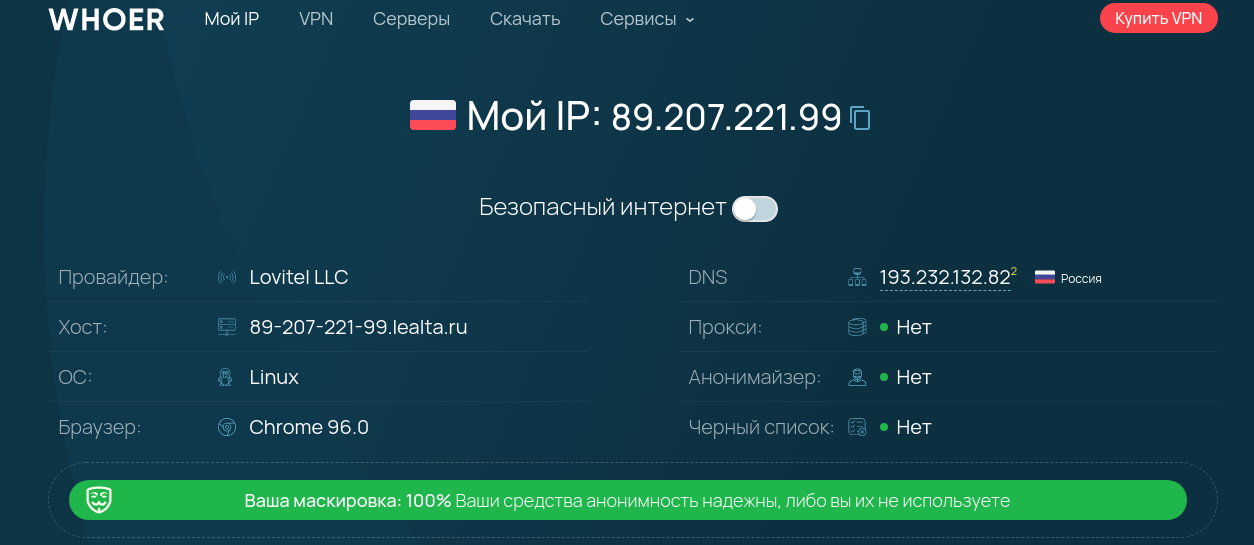 WHOER Мой IP VPN Серверы Скачать Сервисы Купить VPN
Мой IP: 89.207.221.99
Безопасный интернет
Провайдер: Lovitel LLC
DNS 193.232.132.82² Россия
Хост: 89-207-221-99.lealta.ru
Прокси: Нет
ОС: Linux
Анонимайзер: Нет
Браузер: Chrome 96.0
Черный список: Нет
Ваша маскировка: 100% Ваши средства анонимность надежны, либо вы их не используете